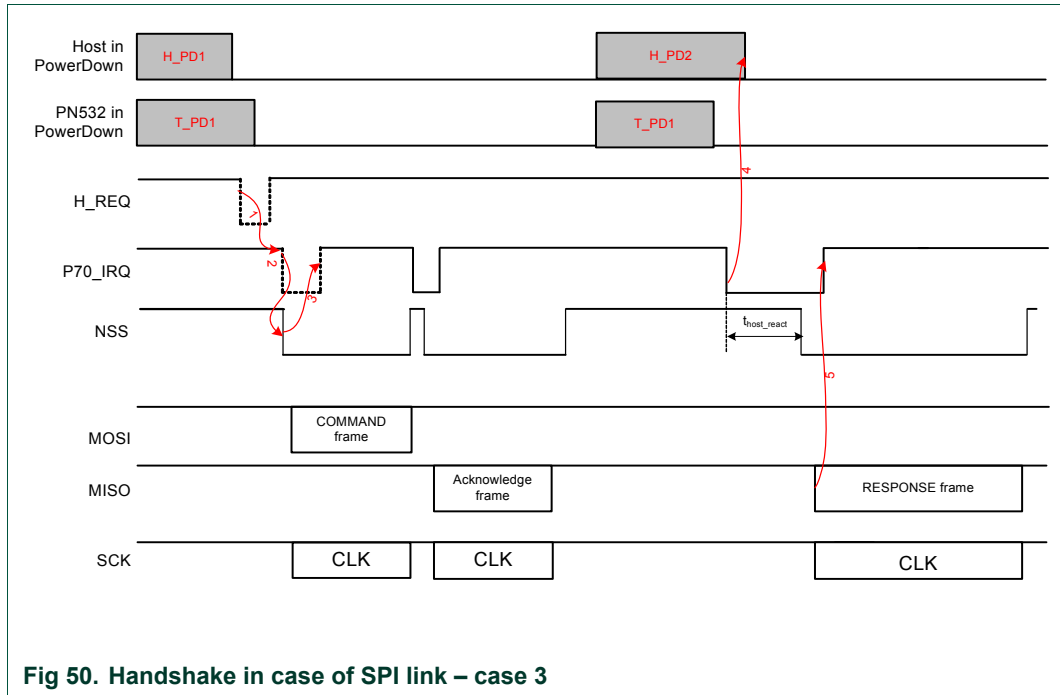 Host in
PowerDown
H_PD1
H_PD2
PN532 in
PowerDown
T_PD1
T_PD1
H_REQ
1
P70_IRQ
2
3
4
NSS
thost_react
5
MOSI
COMMAND
frame
MISO
Acknowledge
frame
RESPONSE frame
SCK
CLK
CLK
CLK
Fig 50. Handshake in case of SPI link – case 3